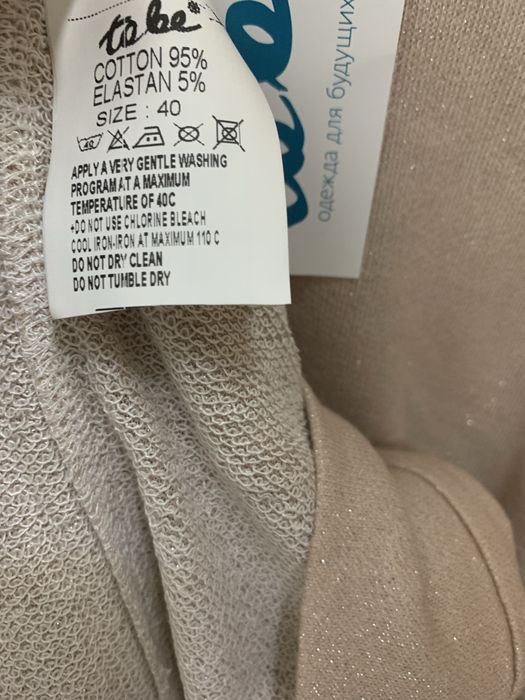 to be
COTTON 95%
ELASTAN 5%
SIZE : 40
40
APPLY A VERY GENTLE WASHING
PROGRAM AT A MAXIMUM
TEMPERATURE OF 40C
•DO NOT USE CHLORINE BLEACH
COOL IRON-IRON AT MAXIMUM 110 C
DO NOT DRY CLEAN
DO NOT TUMBLE DRY
одежда для будущих